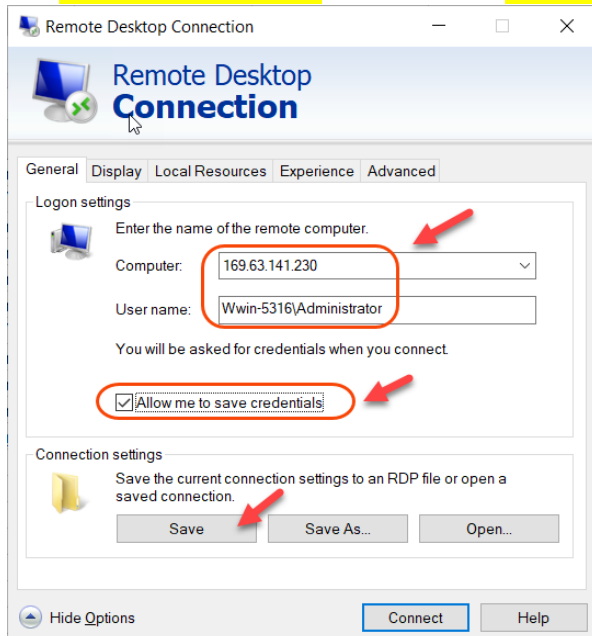 Remote Desktop Connection
Remote Desktop
Connection
General Display Local Resources Experience Advanced
Logon settings
Enter the name of the remote computer.
Computer: 169.63.141.230
User name: Wwin-5316\Administrator
You will be asked for credentials when you connect.
Allow me to save credentials
Connection settings
Save the current connection settings to an RDP file or open a
saved connection.
Save Save As... Open...
Hide Options Connect Help